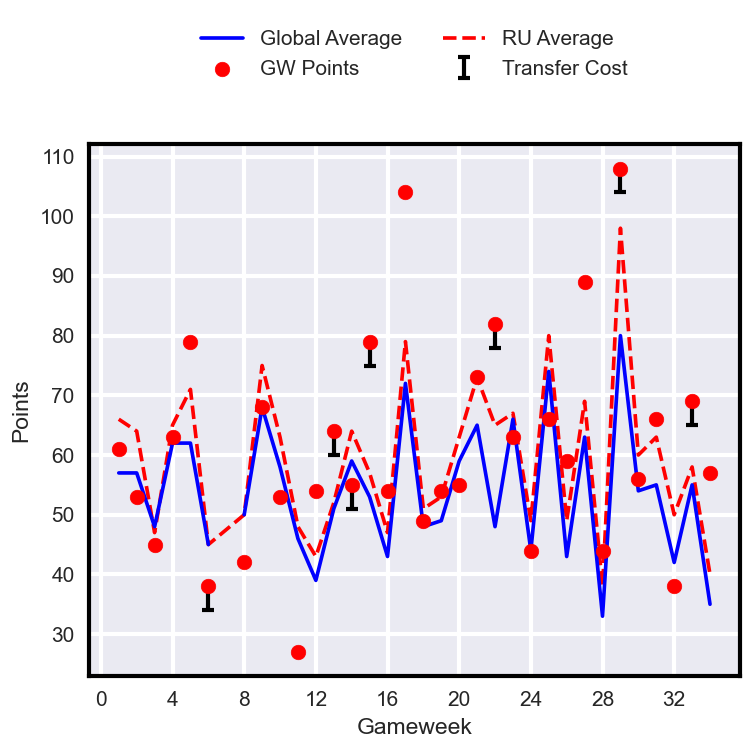 Global Average
RU Average
GW Points
Transfer Cost
110
100
90
80
70
60
50
40
30
Points
0 4 8 12 16 20 24 28 32
Gameweek